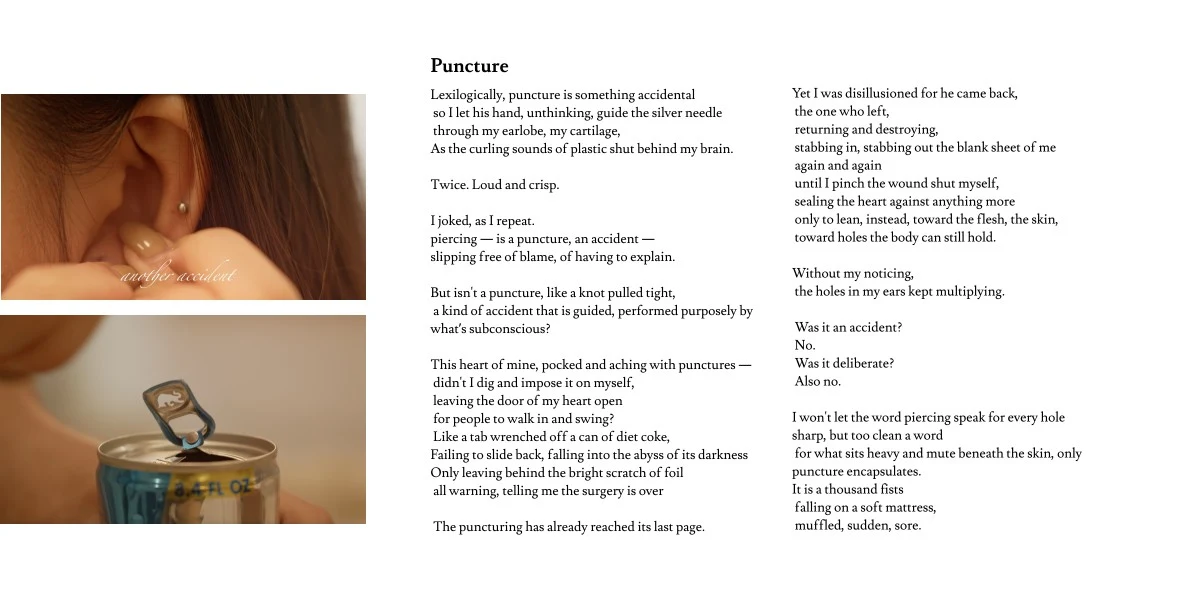 another accident
8.4 FL OZ
Puncture
Lexilogically, puncture is something accidental
so I let his hand, unthinking, guide the silver needle
through my earlobe, my cartilage,
As the curling sounds of plastic shut behind my brain.
Twice. Loud and crisp.
I joked, as I repeat.
piercing — is a puncture, an accident —
slipping free of blame, of having to explain.
But isn't a puncture, like a knot pulled tight,
a kind of accident that is guided, performed purposely by
what's subconscious?
This heart of mine, pocked and aching with punctures —
didn't I dig and impose it on myself,
leaving the door of my heart open
for people to walk in and swing?
Like a tab wrenched off a can of diet coke,
Failing to slide back, falling into the abyss of its darkness
Only leaving behind the bright scratch of foil
all warning, telling me the surgery is over
The puncturing has already reached its last page.
Yet I was disillusioned for he came back,
the one who left,
returning and destroying,
stabbing in, stabbing out the blank sheet of me
again and again
until I pinch the wound shut myself,
sealing the heart against anything more
only to lean, instead, toward the flesh, the skin,
toward holes the body can still hold.
Without my noticing,
the holes in my ears kept multiplying.
Was it an accident?
No.
Was it deliberate?
Also no.
I won't let the word piercing speak for every hole
sharp, but too clean a word
for what sits heavy and mute beneath the skin, only
puncture encapsulates.
It is a thousand fists
falling on a soft mattress,
muffled, sudden, sore.